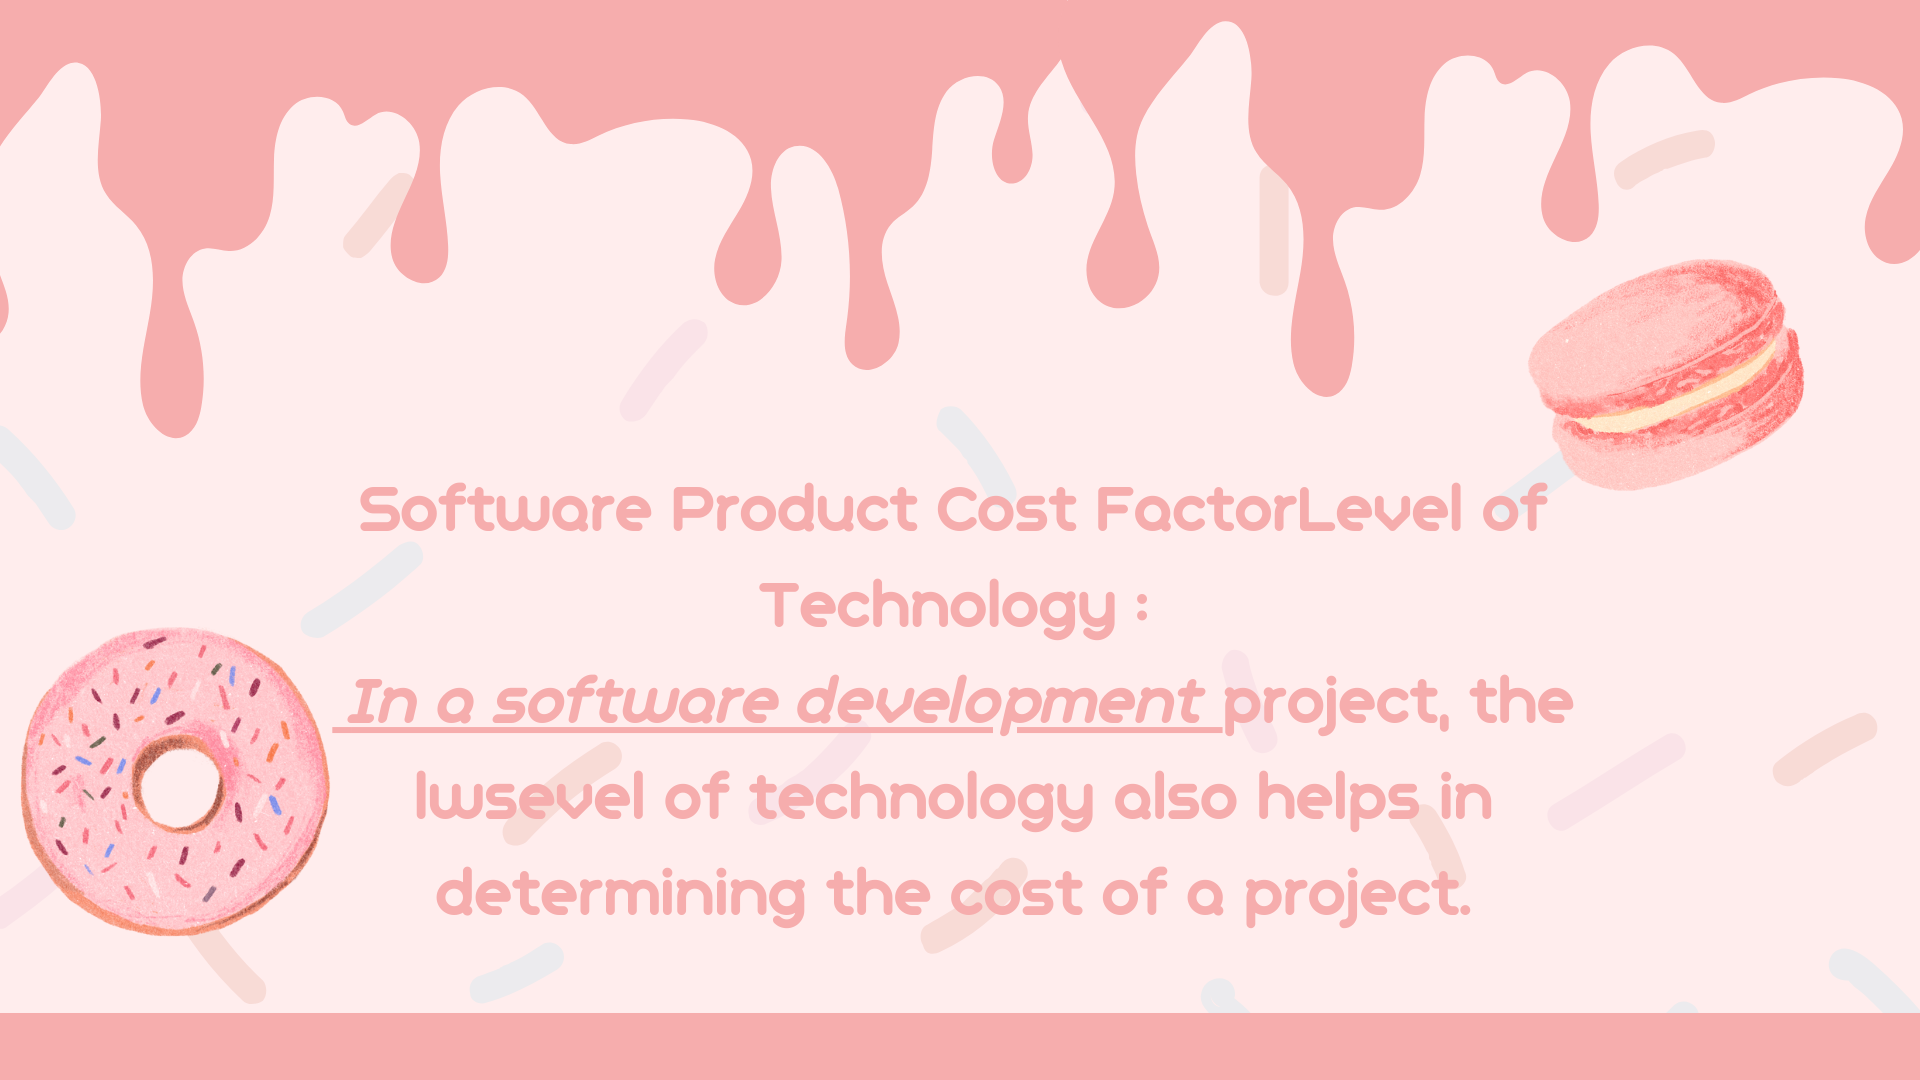 Software Product Cost FactorLevel of
Technology :
In a software development project, the
lwsevel of technology also helps in
determining the cost of a project.